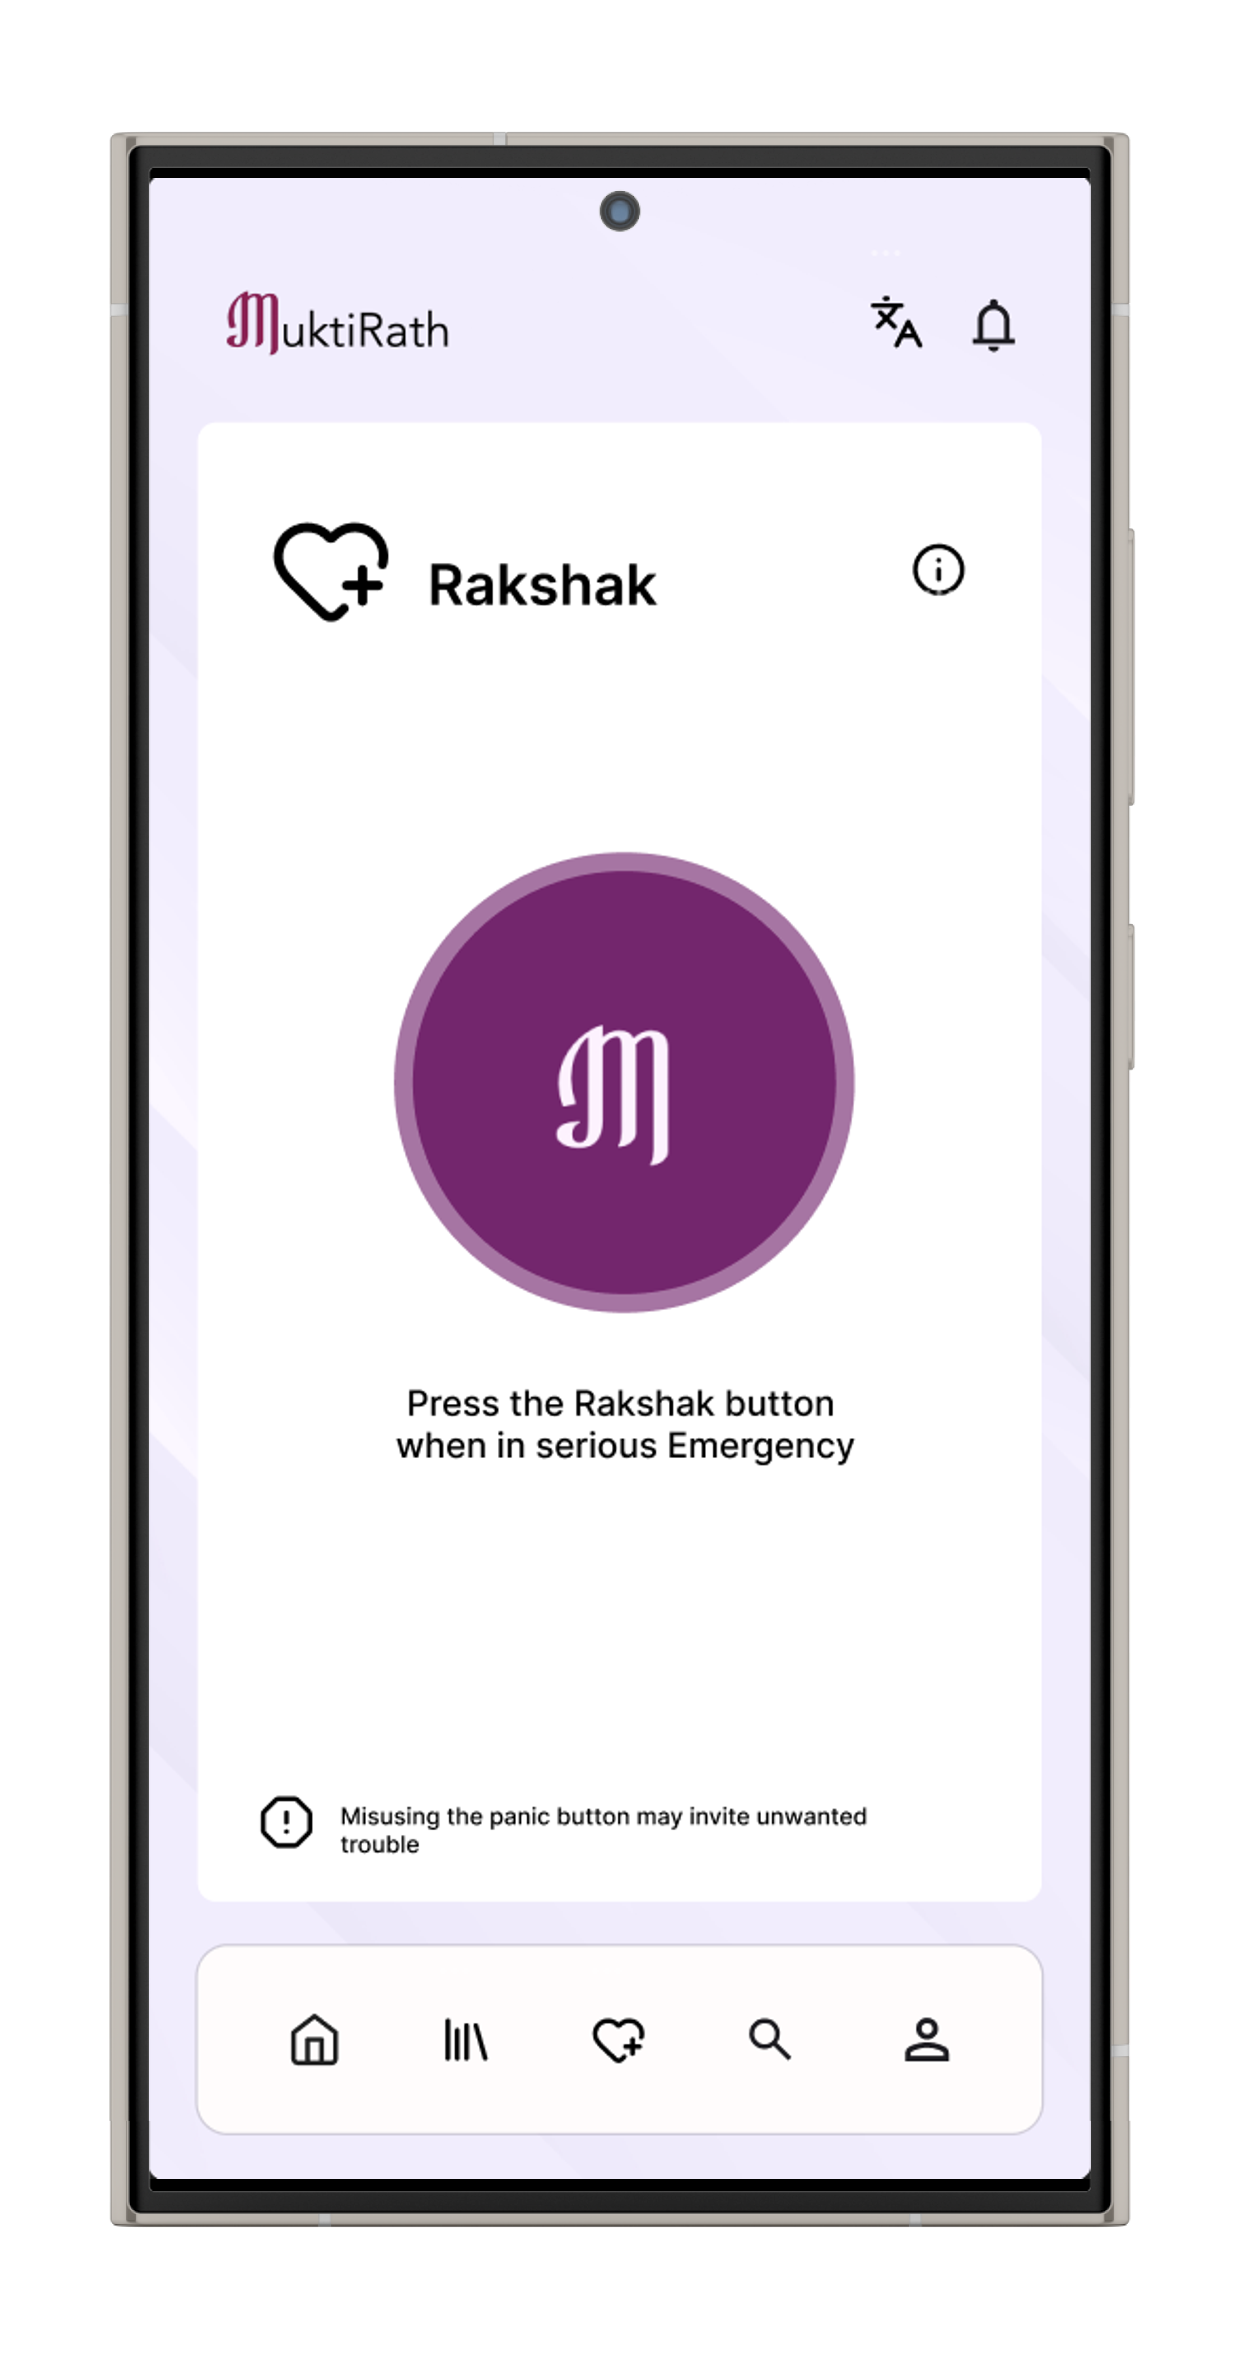 MuktiRath
Rakshak
M
Press the Rakshak button
when in serious Emergency
Misusing the panic button may invite unwanted
trouble